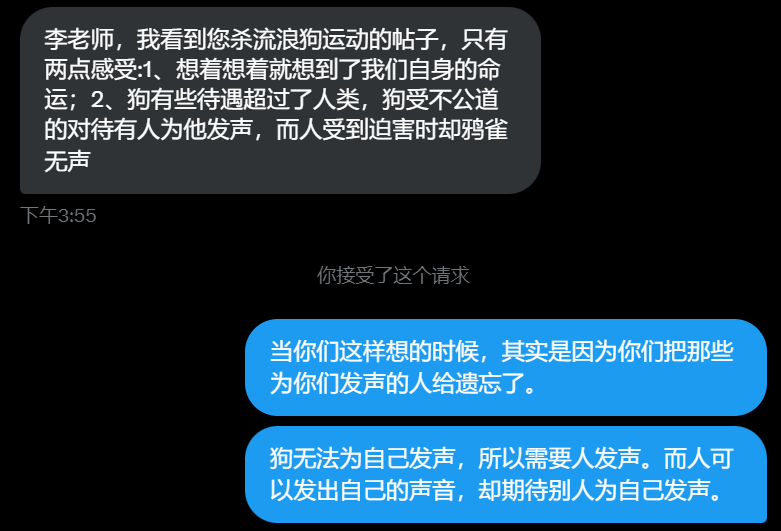 李老师，我看到您杀流浪狗运动的帖子，只有
两点感受:1、想着想着就想到了我们自身的命
运；2、狗有些待遇超过了人类，狗受不公道
的对待有人为他发声，而人受到迫害时却鸦雀
无声
下午3:55
你接受了这个请求
当你们这样想的时候，其实是因为你们把那些
为你们发声的人给遗忘了。
狗无法为自己发声，所以需要人发声。而人可
以发出自己的声音，却期待别人为自己发声。